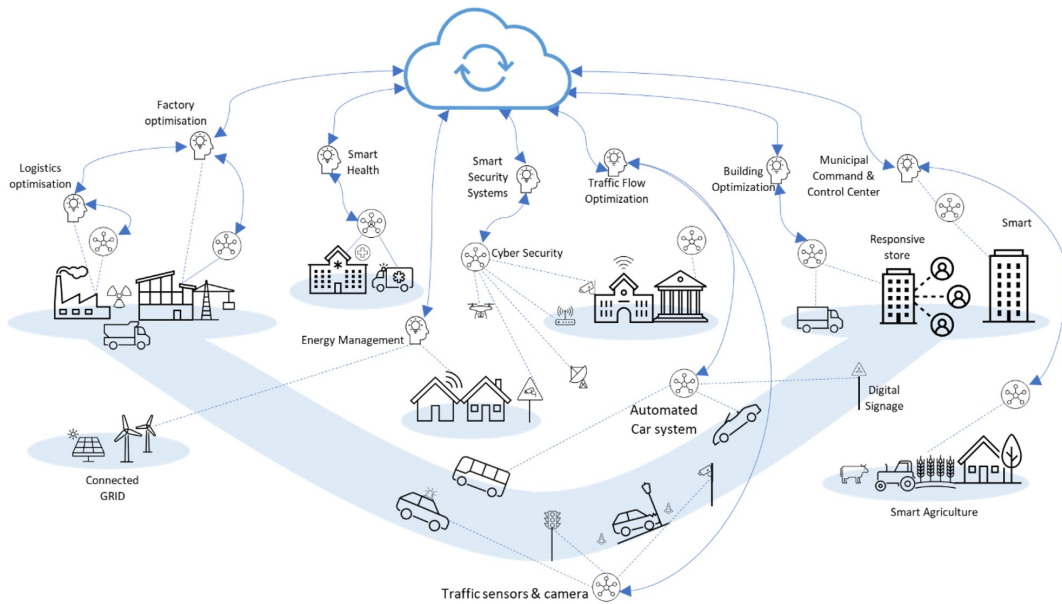 Factory
optimisation
Logistics
optimisation
Smart
Health
Smart
Security
Systems
Traffic Flow
Optimization
Building
Optimization
Municipal
Command &
Control Center
Smart
Cyber Security
Responsive
store
Energy Management
Automated
Car system
Digital
Signage
Connected
GRID
Smart Agriculture
Traffic sensors & camera